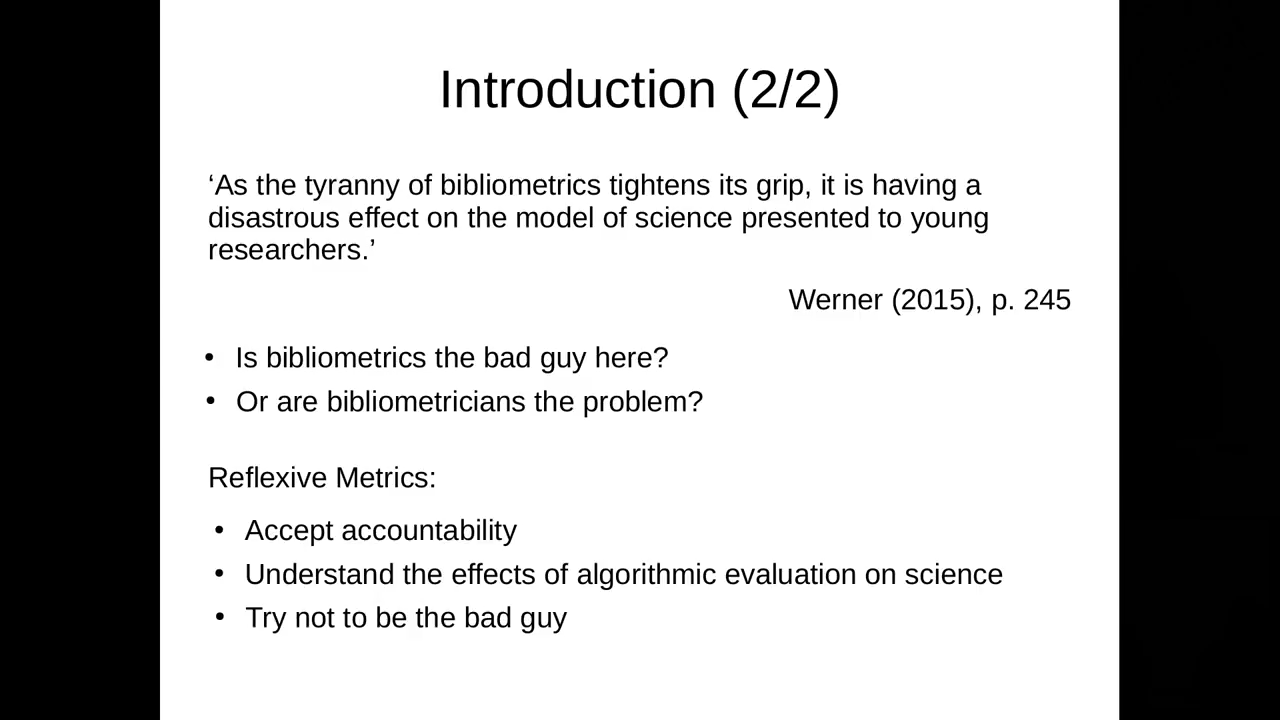 Introduction (2/2)
‘As the tyranny of bibliometrics tightens its grip, it is having a
disastrous effect on the model of science presented to young
researchers.’
Werner (2015), p. 245
• Is bibliometrics the bad guy here?
• Or are bibliometricians the problem?
Reflexive Metrics:
• Accept accountability
• Understand the effects of algorithmic evaluation on science
• Try not to be the bad guy